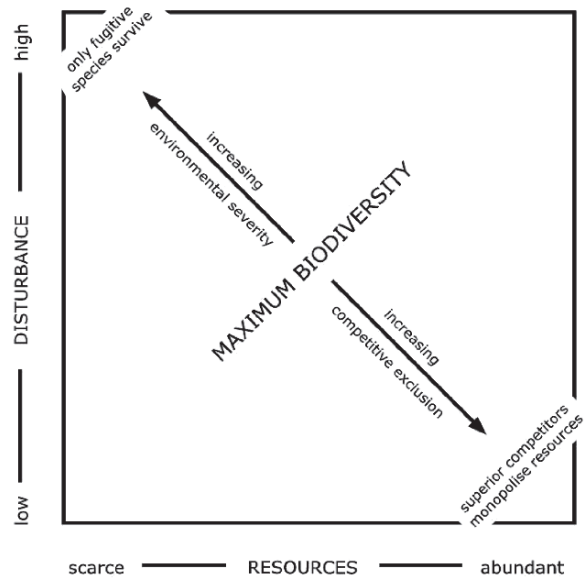 high
only fugitive
species survive
increasing
environmental severity
MAXIMUM BIODIVERSITY
DISTURBANCE
increasing
competitive exclusion
superior competitors
monopolise resources
low
scarce
RESOURCES
abundant